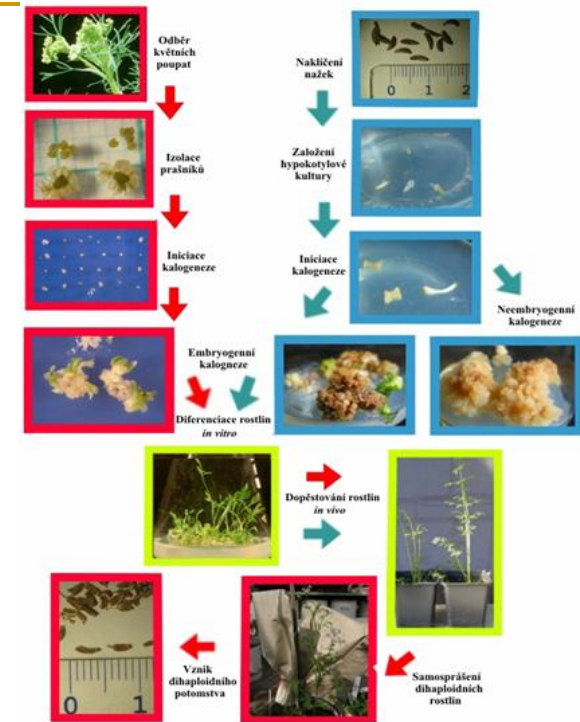 Odběr
květních
poupat
Naklíčení
nažek
0 1 2
Izolace
prašníků
Založení
hypokotylové
kultury
Iniciace
kalogeneze
Iniciace
kalogeneze
Neembryogenní
kalogeneze
Embryogenní
kalogneze
Diferenciace rostlin
in vitro
Dopěstování rostlin
in vivo
0 1
Vznik
dihaploidního
potomstva
Samosprášení
dihaploidních
rostlin